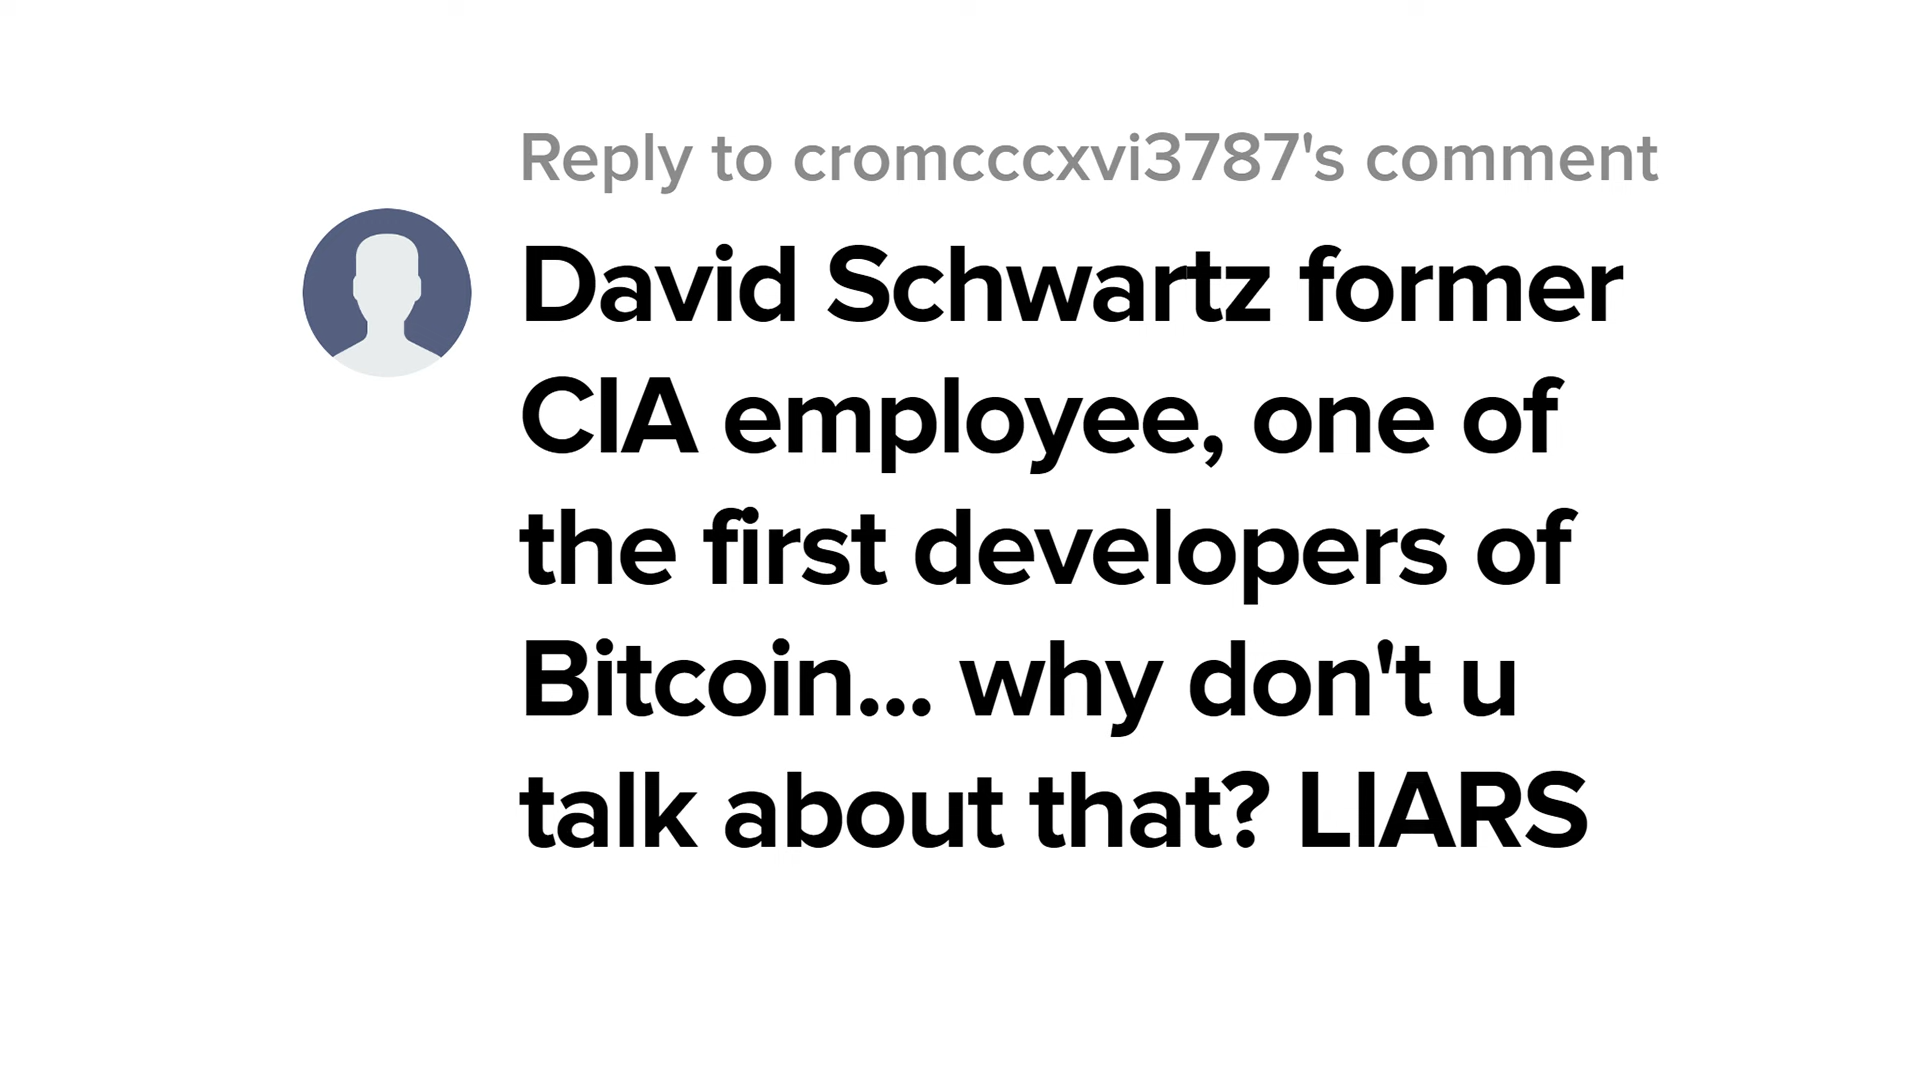 Reply to cromcccxvi3787's comment
David Schwartz former
CIA employee, one of
the first developers of
Bitcoin... why don't u
talk about that? LIARS